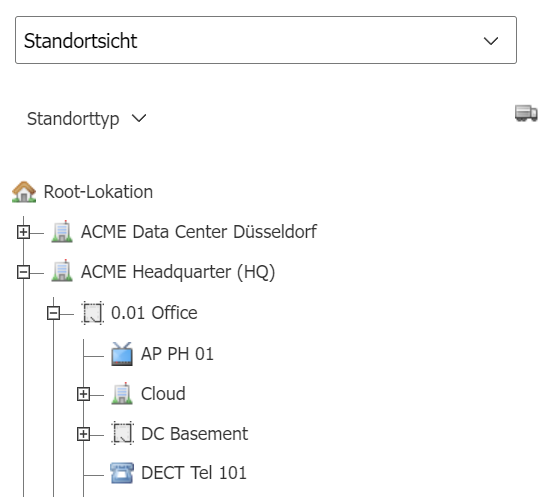 Standortsicht
Standorttyp
Root-Lokation
ACME Data Center Düsseldorf
ACME Headquarter (HQ)
0.01 Office
AP PH 01
Cloud
DC Basement
DECT Tel 101